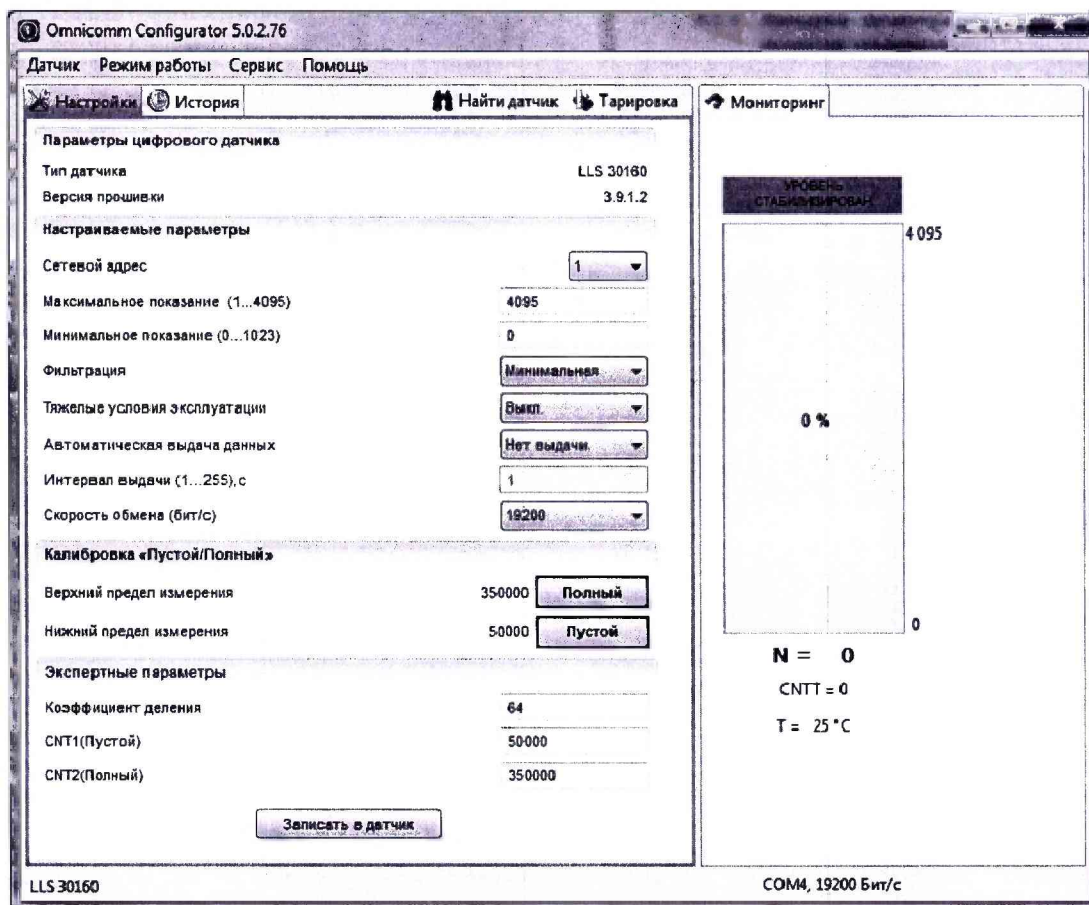 Omnicomm Configurator 5.0.2.76
Датчик Режим работы Сервис Помощь
Настройки История Найти датчик Тарировка
Параметры цифрового датчика
Тип датчика LLS 30160
Версия прошивки 3.9.1.2
Настраиваемые параметры
Сетевой адрес 1
Максимальное показание (1...4095) 4095
Минимальное показание (0...1023) 0
Фильтрация Минимальная
Тяжелые условия эксплуатации Выкл.
Автоматическая выдача данных Нет выдачи
Интервал выдачи (1...255), с 1
Скорость обмена (бит/с) 19200
Калибровка «Пустой/Полный»
Верхний предел измерения 350000 Полный
Нижний предел измерения 50000 Пустой
Экспертные параметры
Коэффициент деления 64
CNT1(Пустой) 50000
CNT2(Полный) 350000
Записать в датчик
Мониторинг
УРОВЕНЬ
СТАБИЛИЗИРОВАН
4 095
0 %
0
N = 0
CNTT = 0
T = 25 °C
LLS 30160 COM4, 19200 Бит/с